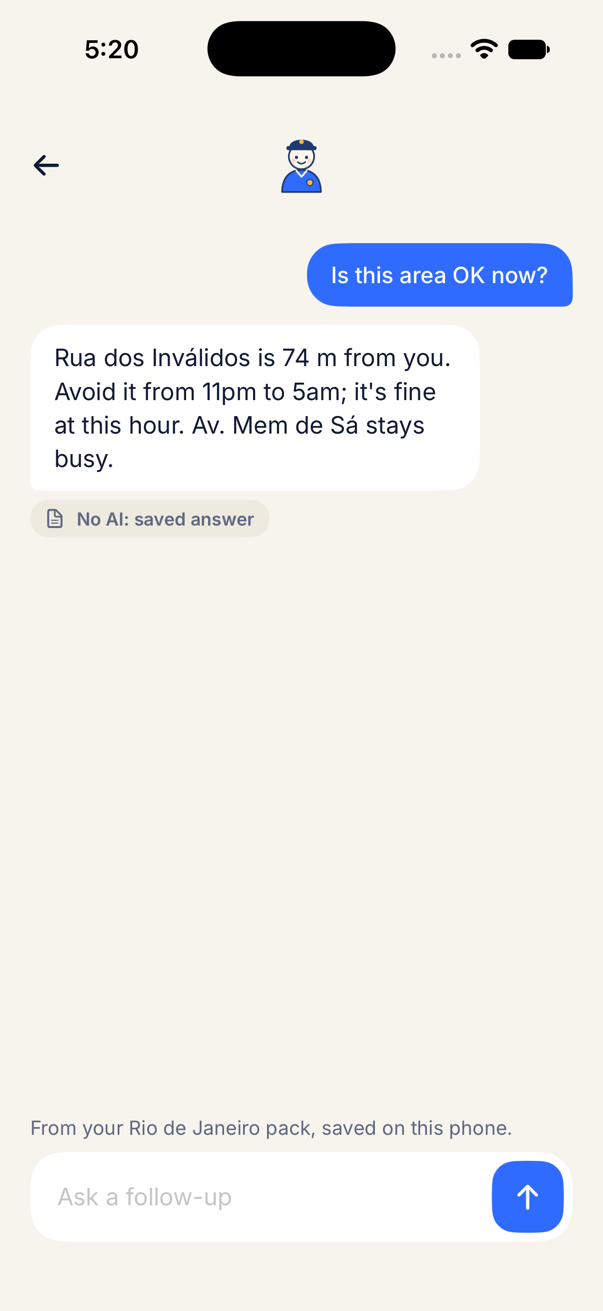 5:20
Is this area OK now?
Rua dos Inválidos is 74 m from you.
Avoid it from 11pm to 5am; it's fine
at this hour. Av. Mem de Sá stays
busy.
No AI: saved answer
From your Rio de Janeiro pack, saved on this phone.
Ask a follow-up